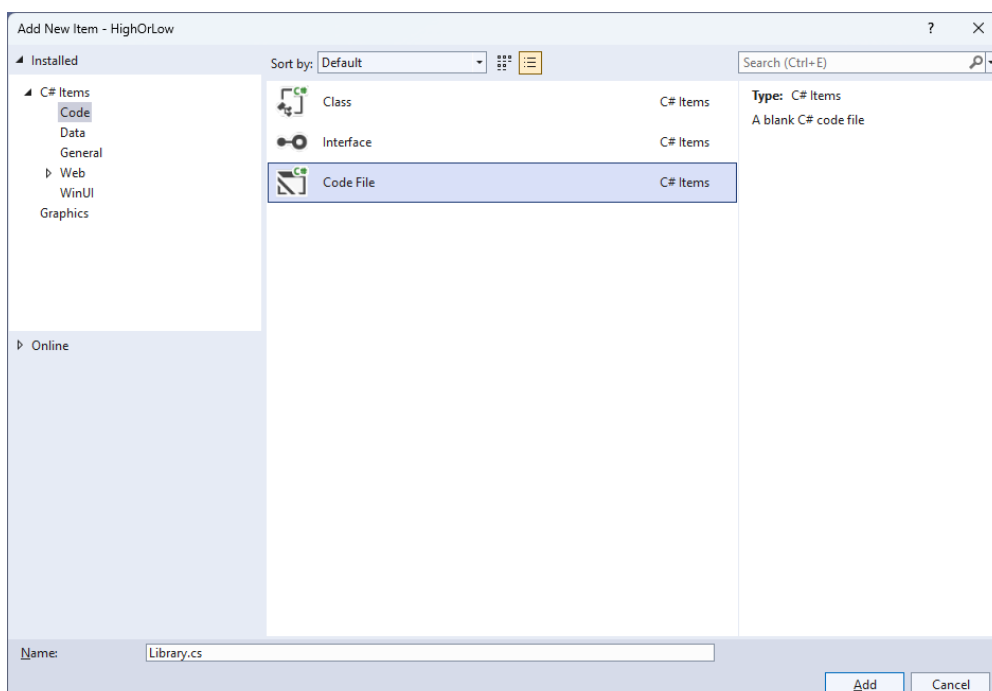 Add New Item - HighOrLow ?
Installed
Sort by: Default
Search (Ctrl+E)
C# Items
Code
Data
General
Web
WinUI
Graphics
Online
C# Class C# Items
Interface C# Items
C# Code File C# Items
Type: C# Items
A blank C# code file
Name: Library.cs
Add Cancel